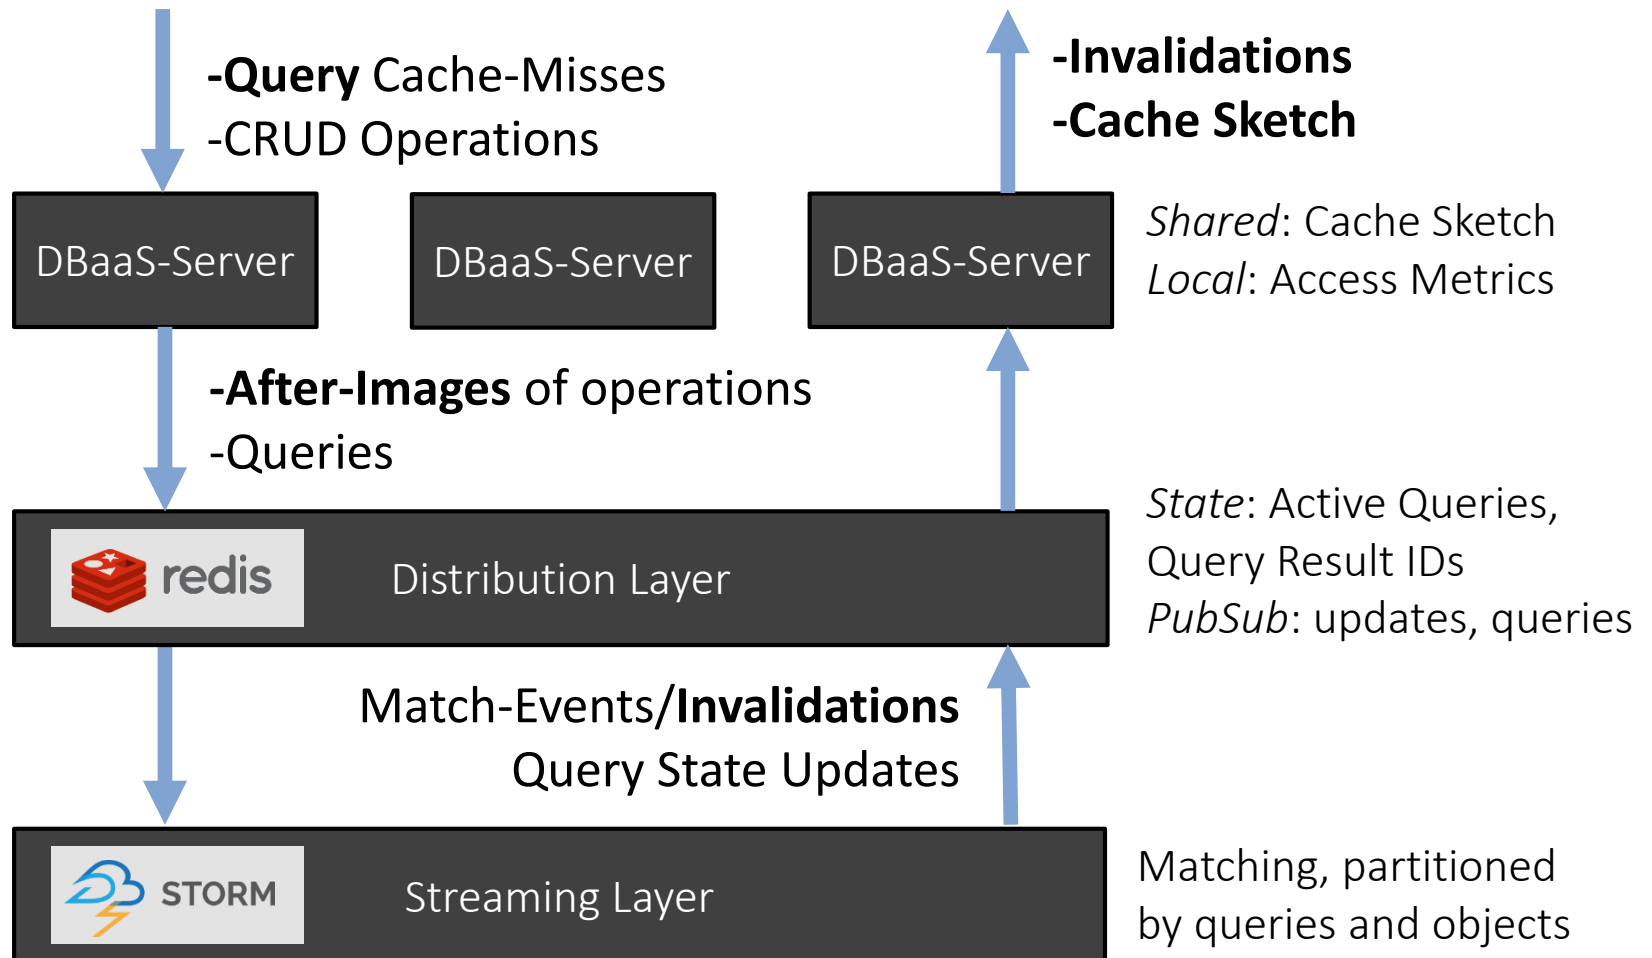 -Query Cache-Misses
-CRUD Operations
-Invalidations
-Cache Sketch
DBaaS-Server
DBaaS-Server
DBaaS-Server
Shared: Cache Sketch
Local: Access Metrics
-After-Images of operations
-Queries
redis
Distribution Layer
State: Active Queries,
Query Result IDs
PubSub: updates, queries
Match-Events/Invalidations
Query State Updates
STORM
Streaming Layer
Matching, partitioned
by queries and objects